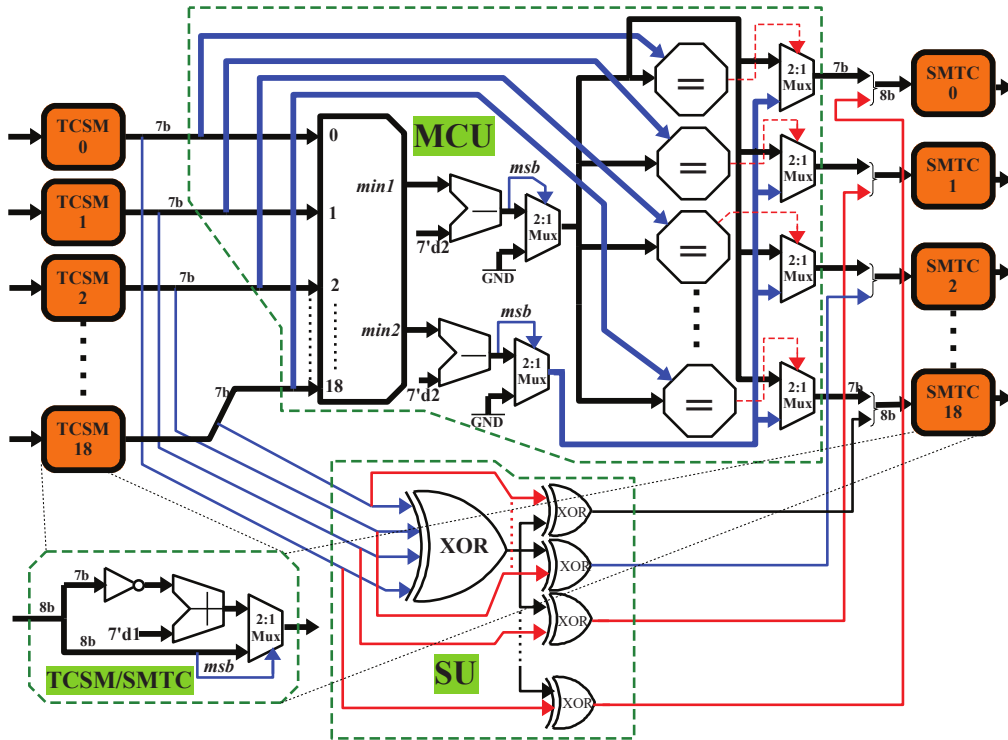 TCSM
0
TCSM
1
TCSM
2
TCSM
18
7b
7b
7b
7b
0
1
2
18
MCU
min1
min2
7'd2
7'd2
msb
msb
2:1
Mux
2:1
Mux
GND
GND
=
=
=
=
2:1
Mux
2:1
Mux
2:1
Mux
2:1
Mux
7b
8b
7b
8b
SMTC
0
SMTC
1
SMTC
2
SMTC
18
XOR
XOR
XOR
XOR
XOR
SU
8b
7b
7'd1
8b
msb
2:1
Mux
TCSM/SMTC